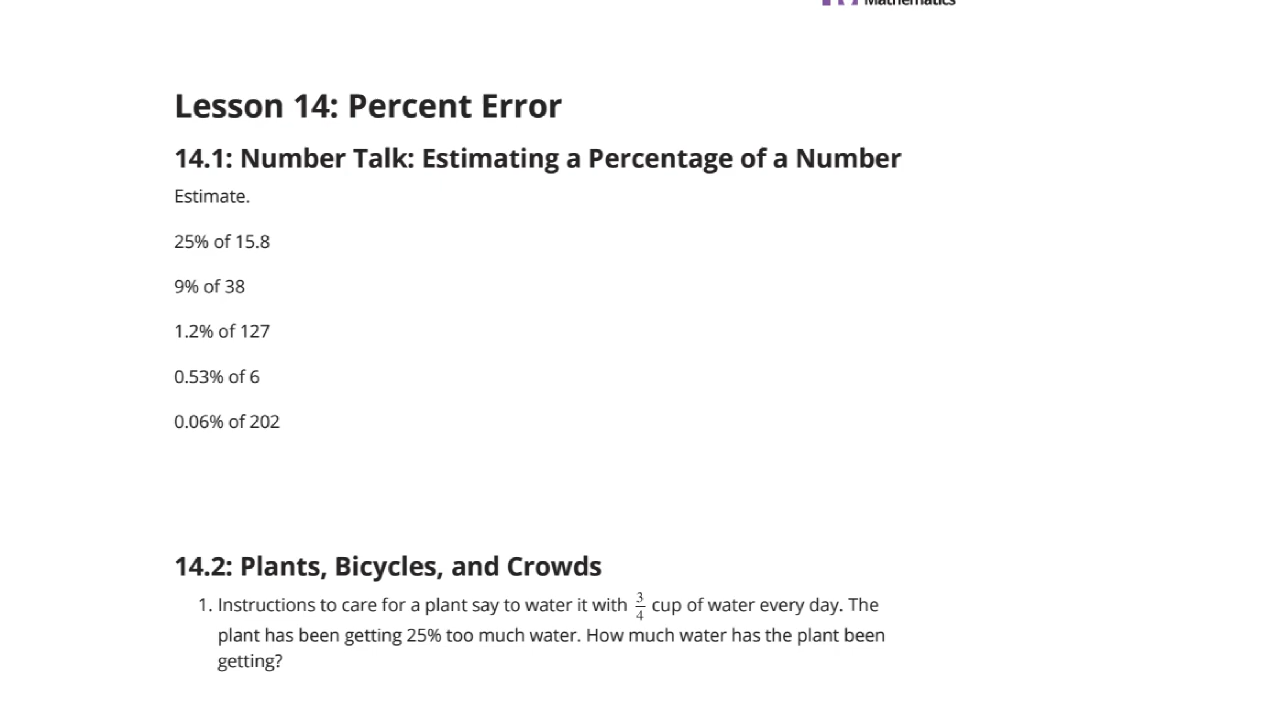 Mathematics
Lesson 14: Percent Error
14.1: Number Talk: Estimating a Percentage of a Number
Estimate.
25% of 15.8
9% of 38
1.2% of 127
0.53% of 6
0.06% of 202
14.2: Plants, Bicycles, and Crowds
1. Instructions to care for a plant say to water it with 3/4 cup of water every day. The
plant has been getting 25% too much water. How much water has the plant been
getting?